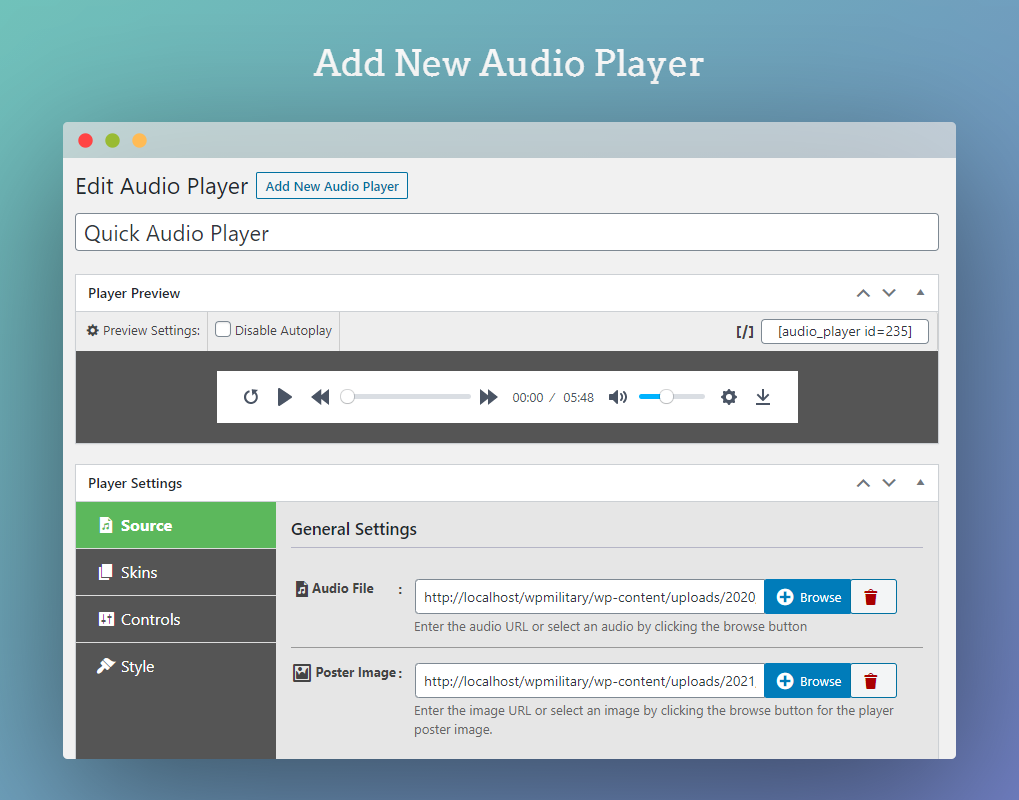 Add New Audio Player
Edit Audio Player Add New Audio Player
Quick Audio Player
Player Preview
Preview Settings: Disable Autoplay [/] [audio_player id=235]
00:00 / 05:48
Player Settings
Source
General Settings
Skins
Audio File : http://localhost/wpmilitary/wp-content/uploads/2020 Browse
Enter the audio URL or select an audio by clicking the browse button
Controls
Style
Poster Image : http://localhost/wpmilitary/wp-content/uploads/2021 Browse
Enter the image URL or select an image by clicking the browse button for the player
poster image.